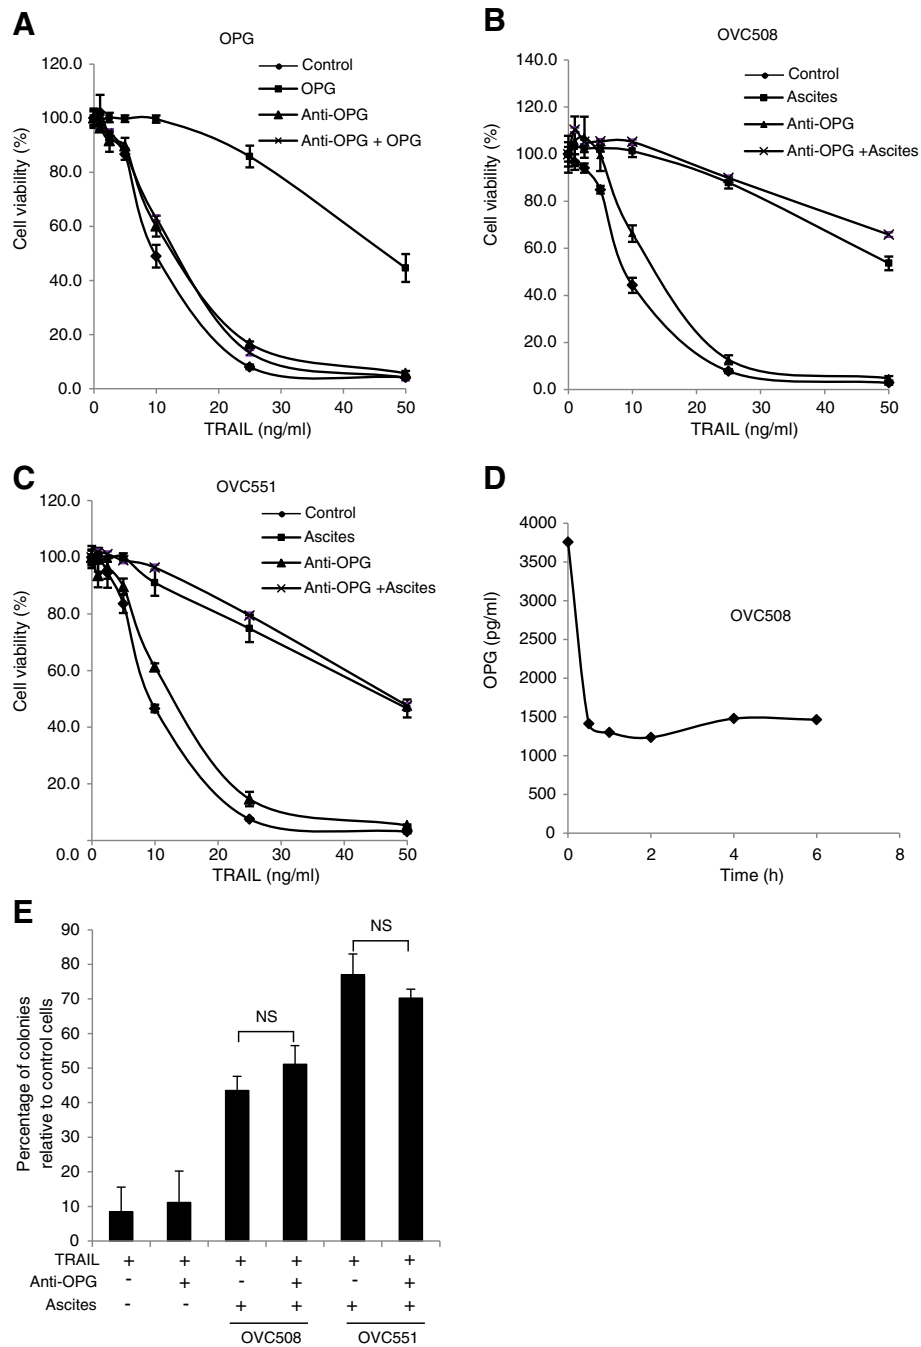 A
OPG
Control
OPG
Anti-OPG
Anti-OPG + OPG
Cell viability (%)
120.0
100.0
80.0
60.0
40.0
20.0
0.0
0 10 20 30 40 50
TRAIL (ng/ml)
B
OVC508
Control
Ascites
Anti-OPG
Anti-OPG +Ascites
Cell viability (%)
140.0
120.0
100.0
80.0
60.0
40.0
20.0
0.0
0 10 20 30 40 50
TRAIL (ng/ml)
C
OVC551
Control
Ascites
Anti-OPG
Anti-OPG +Ascites
Cell viability (%)
120.0
100.0
80.0
60.0
40.0
20.0
0.0
0 10 20 30 40 50
TRAIL (ng/ml)
D
OVC508
OPG (pg/ml)
4000
3500
3000
2500
2000
1500
1000
500
0
0 2 4 6 8
Time (h)
E
Percentage of colonies
relative to control cells
90
80
70
60
50
40
30
20
10
0
NS
NS
TRAIL + + + + + +
Anti-OPG - + - + - +
Ascites - - + + + +
OVC508 OVC551